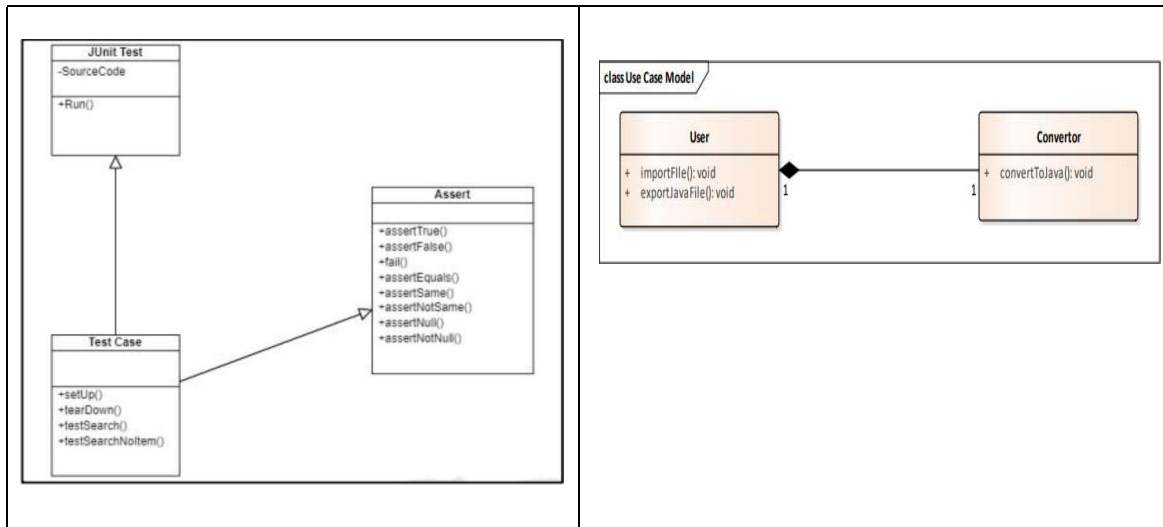 JUnit Test
-SourceCode
+Run()
Assert
+assertTrue()
+assertFalse()
+fail()
+assertEquals()
+assertSame()
+assertNotSame()
+assertNull()
+assertNotNull()
Test Case
+setUp()
+tearDown()
+testSearch()
+testSearchNoItem()
class Use Case Model
User
+ importFIle(): void
+ exportJavaFile(): void
1
1
Convertor
+ convertToJava(): void